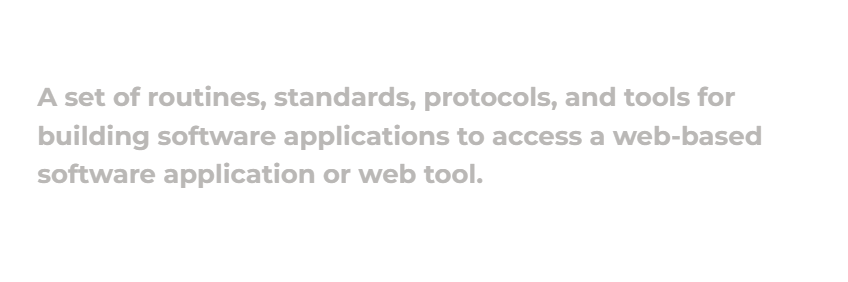 A set of routines, standards, protocols, and tools for
building software applications to access a web-based
software application or web tool.